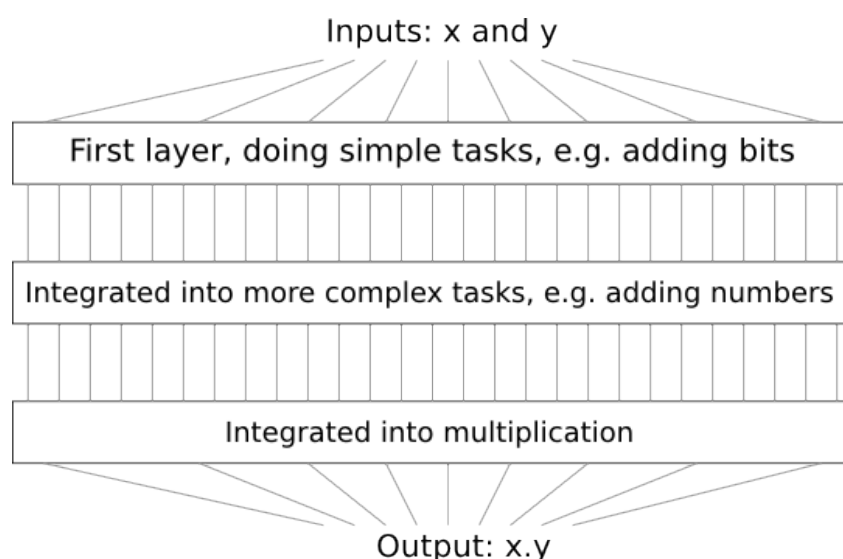 Inputs: x and y
First layer, doing simple tasks, e.g. adding bits
Integrated into more complex tasks, e.g. adding numbers
Integrated into multiplication
Output: x.y